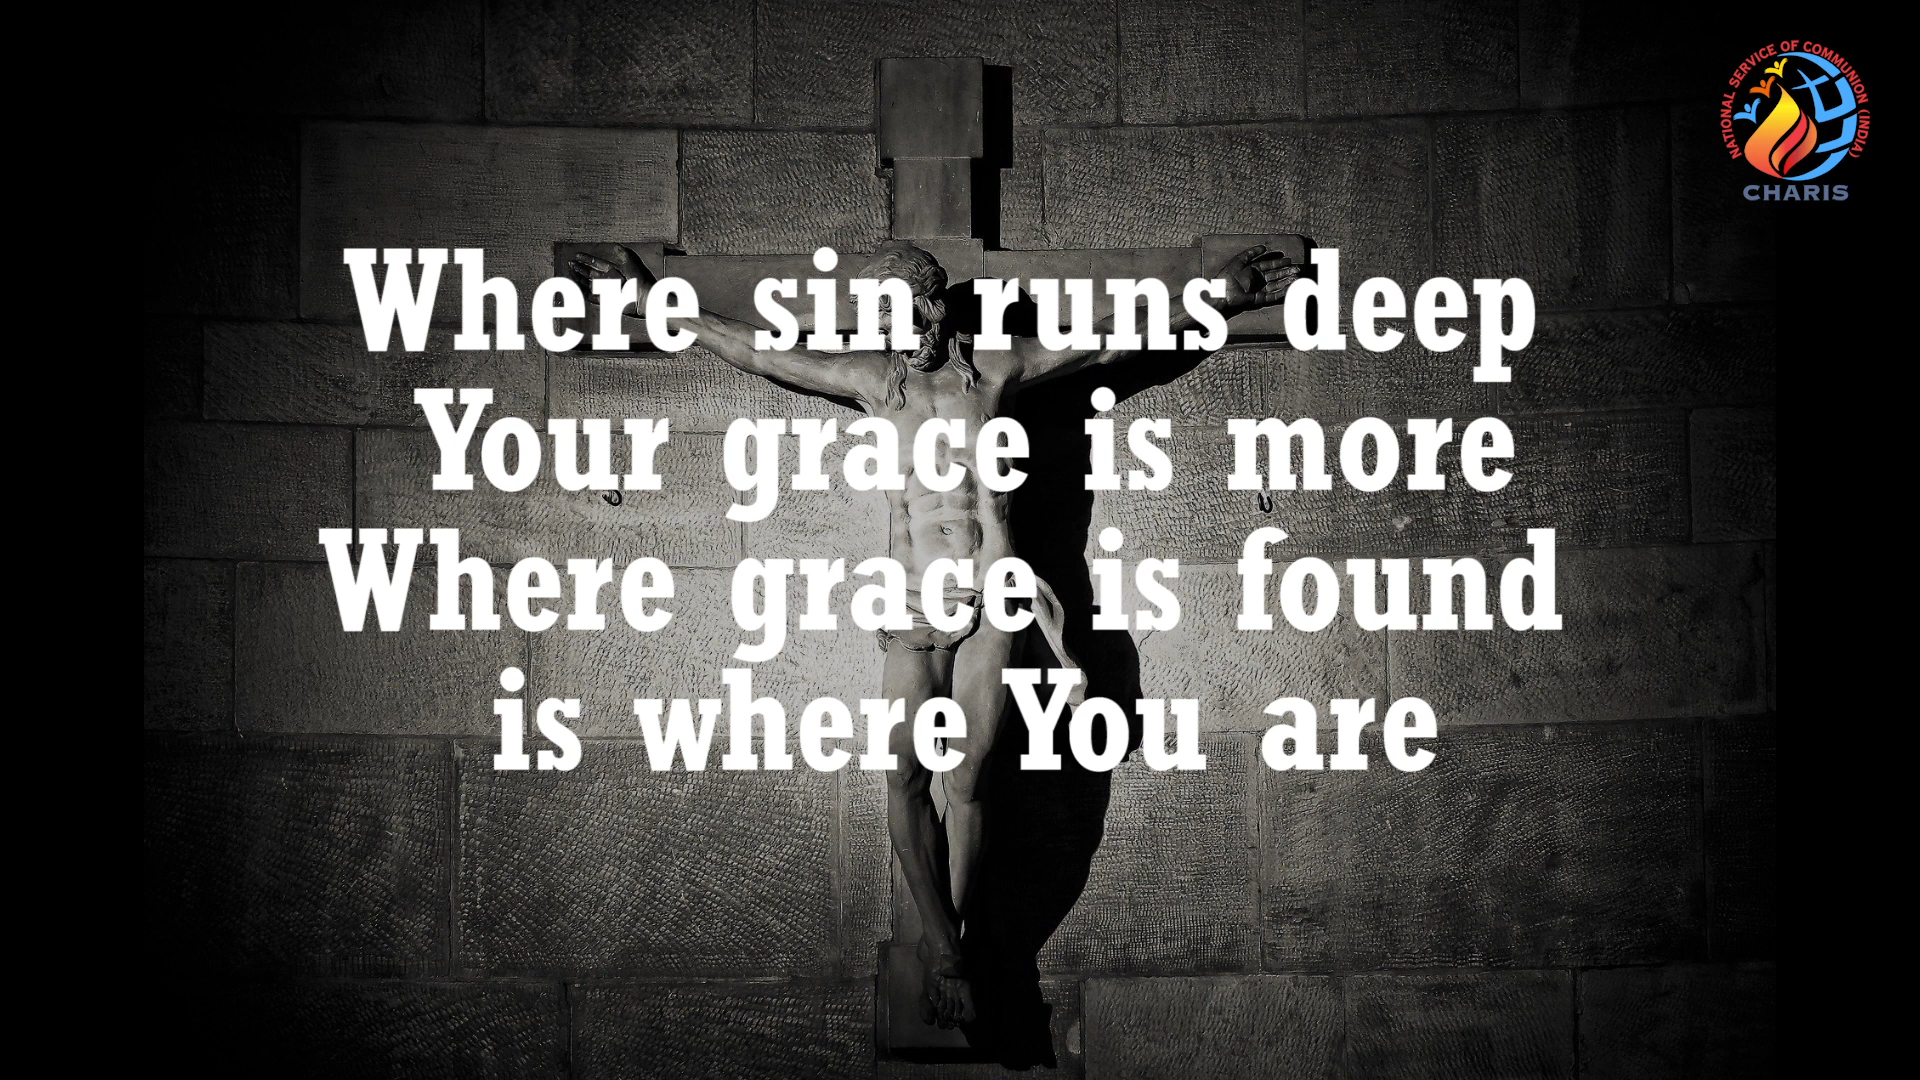 NATIONAL SERVICE OF COMMUNION (INDIA)
CHARIS
Where sin runs deep
Your grace is more
Where grace is found
is where You are